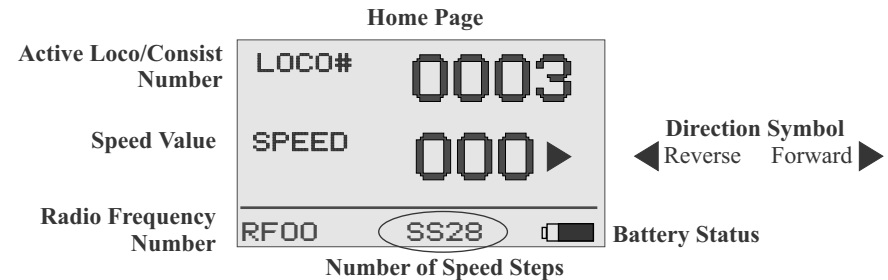 Home Page
Active Loco/Consist
Number
LOCO# 0003
Speed Value
SPEED 000
Direction Symbol
Reverse Forward
Radio Frequency
Number
RF00 SS28
Battery Status
Number of Speed Steps